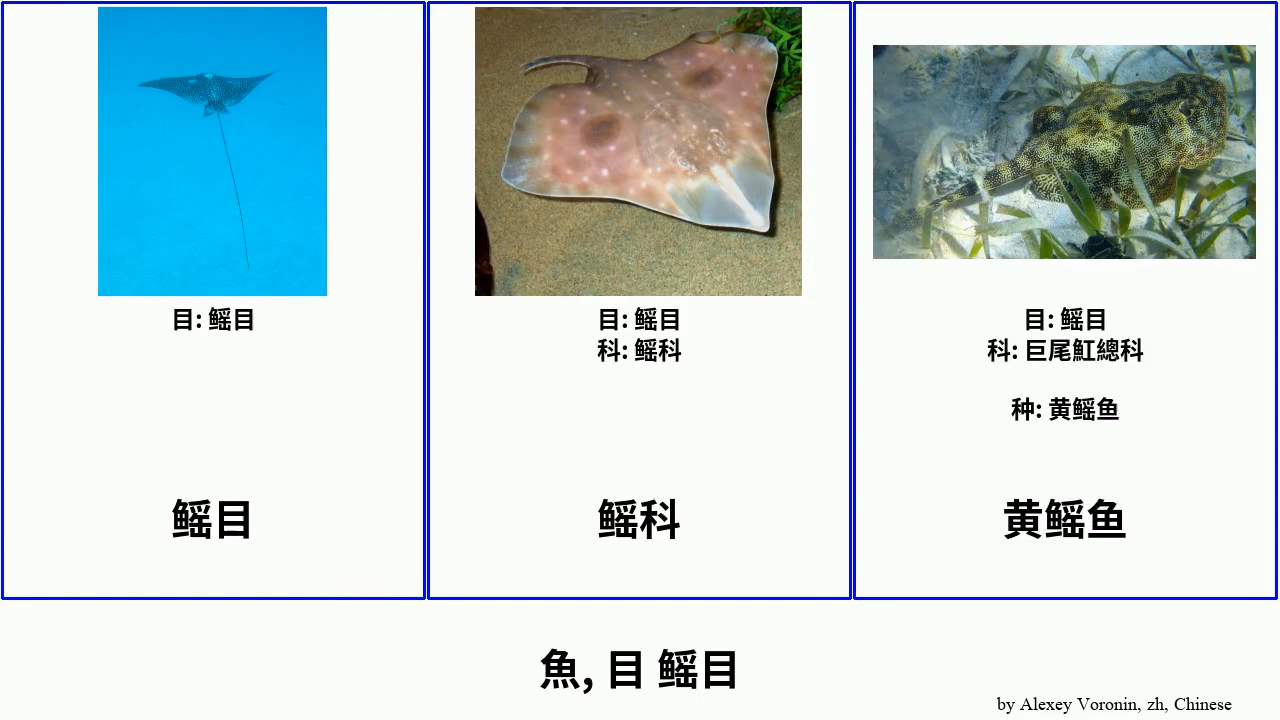 目: 鳐目
鳐目
目: 鳐目
科: 鳐科
鳐科
目: 鳐目
科: 巨尾魟總科
种: 黄鳐鱼
黄鳐鱼
魚, 目 鳐目
by Alexey Voronin, zh, Chinese